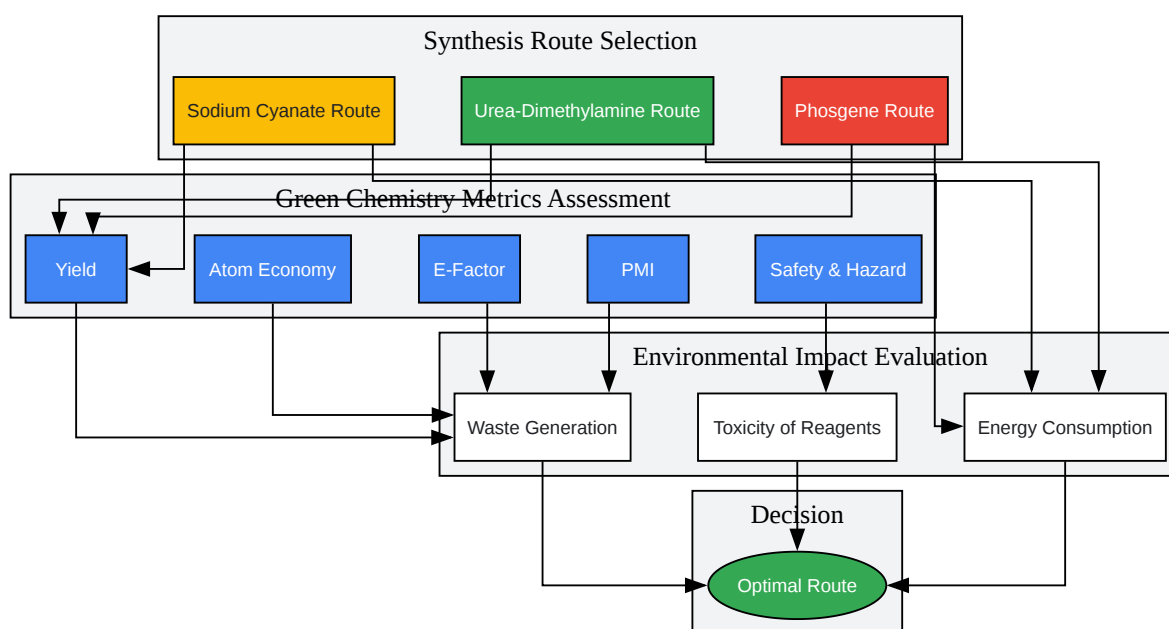 Synthesis Route Selection
Sodium Cyanate Route
Urea-Dimethylamine Route
Phosgene Route
Green Chemistry Metrics Assessment
Yield
Atom Economy
E-Factor
PMI
Safety & Hazard
Environmental Impact Evaluation
Waste Generation
Toxicity of Reagents
Energy Consumption
Decision
Optimal Route